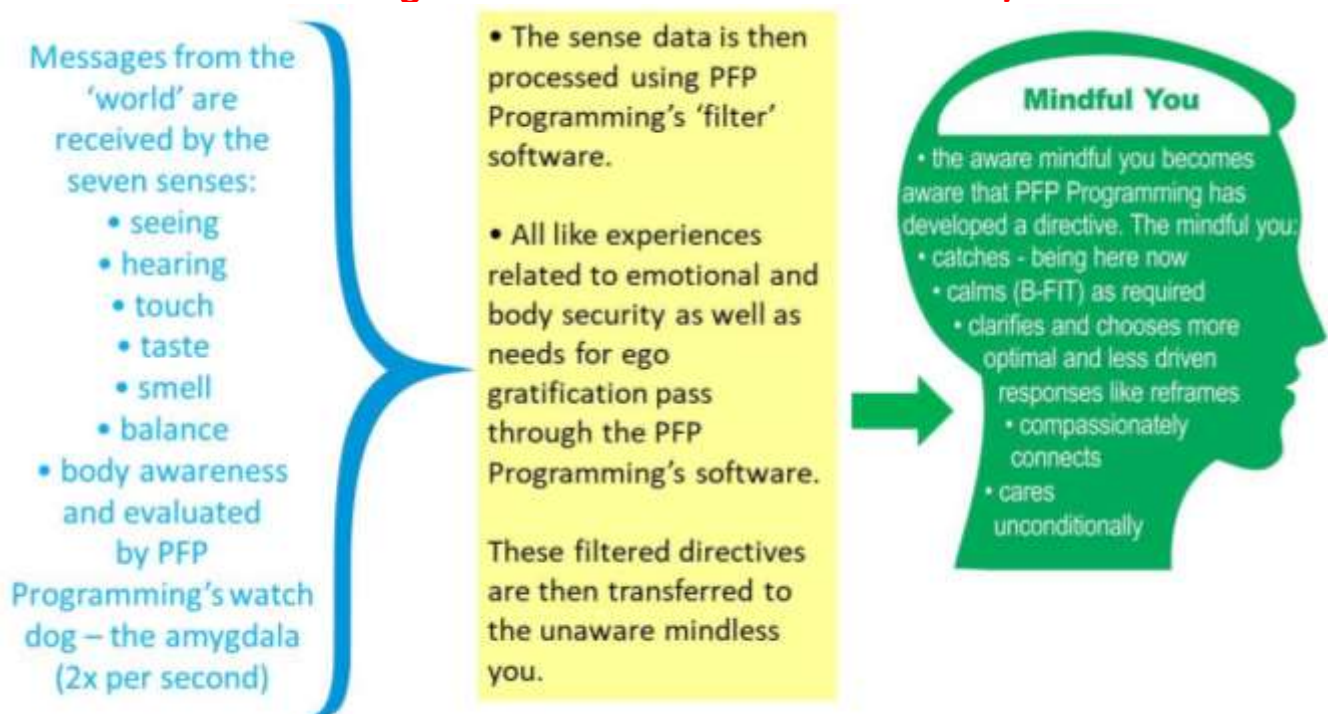 Messages from the
'world' are
received by the
seven senses:
• seeing
• hearing
• touch
• taste
• smell
• balance
• body awareness
and evaluated
by PFP
Programming's watch
dog – the amygdala
(2x per second)
• The sense data is then
processed using PFP
Programming's 'filter'
software.
• All like experiences
related to emotional and
body security as well as
needs for ego
gratification pass
through the PFP
Programming's software.
These filtered directives
are then transferred to
the unaware mindless
you.
Mindful You
• the aware mindful you becomes
aware that PFP Programming has
developed a directive. The mindful you:
• catches - being here now
• calms (B-FIT) as required
• clarifies and chooses more
optimal and less driven
responses like reframes
• compassionately
connects
• cares
unconditionally